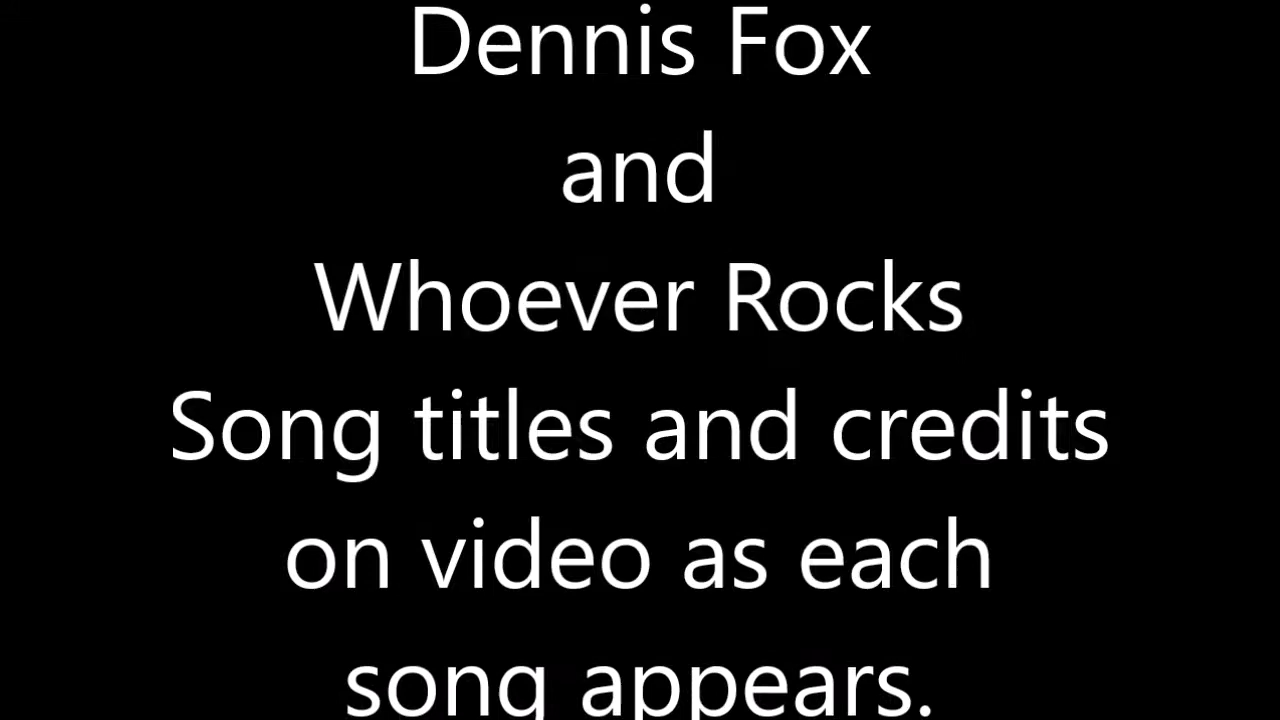 Dennis Fox
and
Whoever Rocks
Song titles and credits
on video as each
song appears.